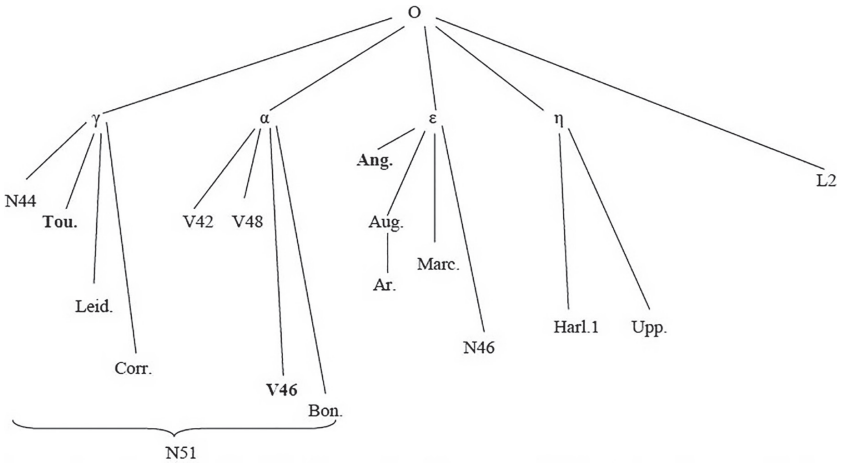 O
γ α ε η
Ang.
L2
N44
Tou. V42 V48 Aug.
Marc.
Ar.
Leid.
Harl.1 Upp.
N46
Corr.
V46
Bon.
N51